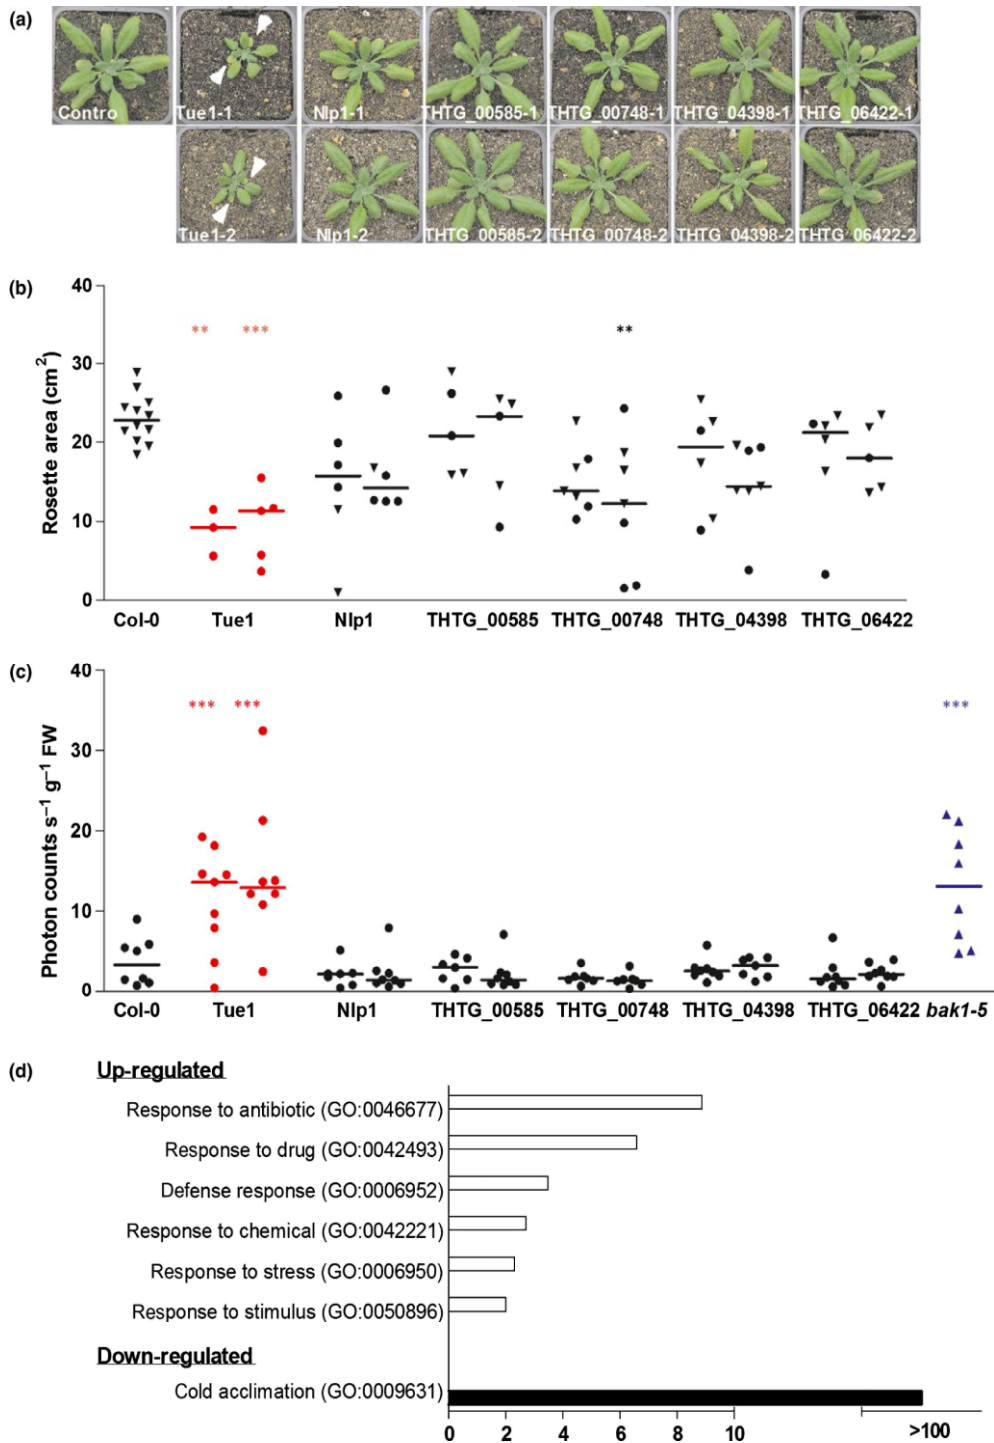 (a)
Contro
Tue1-1
Nlp1-1
THTG_00585-1
THTG_00748-1
THTG_04398-1
THTG_06422-1
Tue1-2
Nlp1-2
THTG_00585-2
THTG_00748-2
THTG_04398-2
THTG_06422-2
(b)
Rosette area (cm²)
40
30
20
10
0
** *** **
Col-0 Tue1 Nlp1 THTG_00585 THTG_00748 THTG_04398 THTG_06422
(c)
Photon counts s⁻¹ g⁻¹ FW
40
30
20
10
0
*** *** ***
Col-0 Tue1 Nlp1 THTG_00585 THTG_00748 THTG_04398 THTG_06422 bak1-5
(d)
Up-regulated
Response to antibiotic (GO:0046677)
Response to drug (GO:0042493)
Defense response (GO:0006952)
Response to chemical (GO:0042221)
Response to stress (GO:0006950)
Response to stimulus (GO:0050896)
Down-regulated
Cold acclimation (GO:0009631)
0 2 4 6 8 10 >100